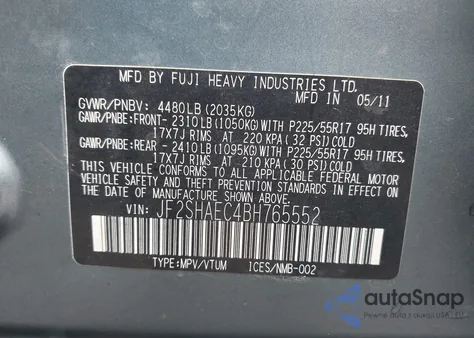 MFD BY FUJI HEAVY INDUSTRIES LTD.
MFD IN 05/11
GVWR/PNBV: 4480LB(2035KG)
GAWR/PNBE:FRONT- 2310LB(1050KG)WITH P225/55R17 95H TIRES,
17X7J RIMS AT 220 KPA(32 PSI)COLD
GAWR/PNBE:REAR - 2410LB(1095KG)WITH P225/55R17 95H TIRES,
17X7J RIMS AT 210 KPA(30 PSI)COLD
THIS VEHICLE CONFORMS TO ALL APPLICABLE FEDERAL MOTOR
VEHICLE SAFETY STANDARDS IN EFFECT ON THE DATE OF
MANUFACTURE SHOWN ABOVE.
VIN: JF2SHAEC4BH765552
TYPE:MPV/VTUM ICES/NMB-002
autoSnap
Pewne auta z aukcji USA